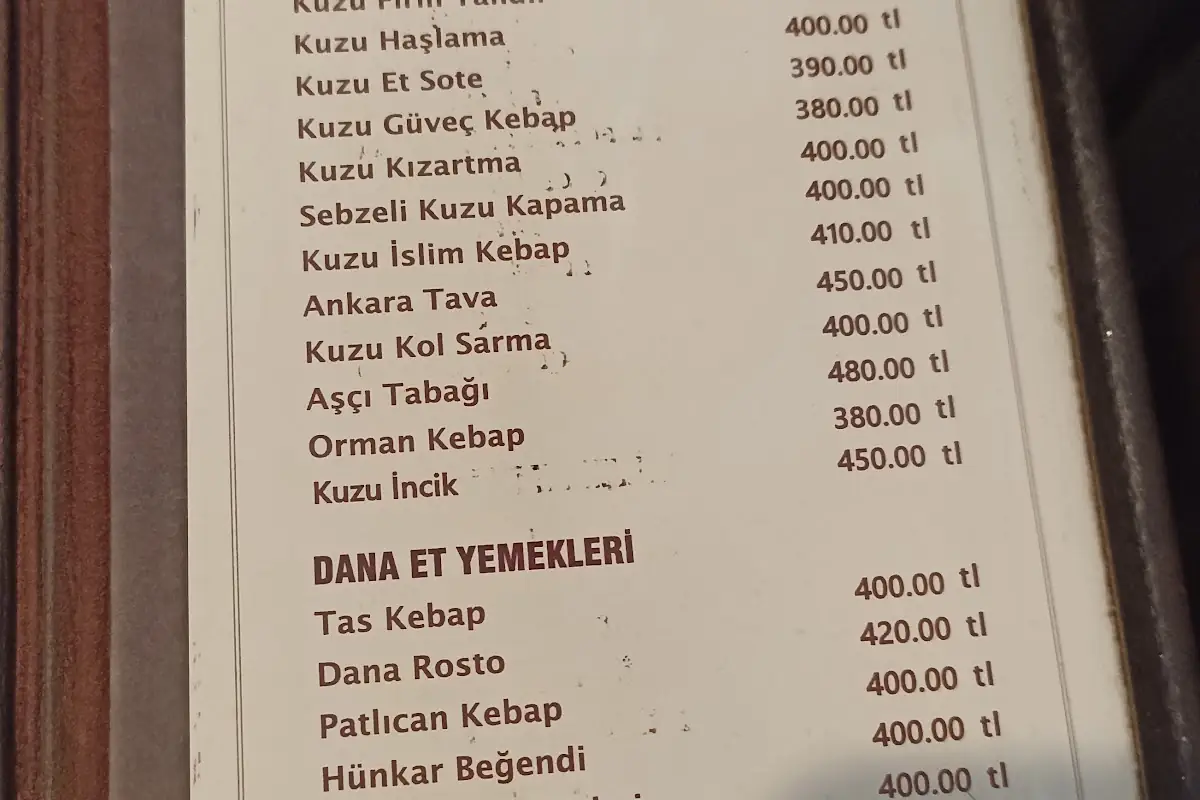 Kuzu
Kuzu Haşlama 400.00 tl
Kuzu Et Sote 390.00 tl
Kuzu Güveç Kebap 380.00 tl
Kuzu Kızartma 400.00 tl
Sebzeli Kuzu Kapama 400.00 tl
Kuzu İslim Kebap 410.00 tl
Ankara Tava 450.00 tl
Kuzu Kol Sarma 400.00 tl
Aşçı Tabağı 480.00 tl
Orman Kebap 380.00 tl
Kuzu İncik 450.00 tl
DANA ET YEMEKLERİ
Tas Kebap 400.00 tl
Dana Rosto 420.00 tl
Patlıcan Kebap 400.00 tl
Hünkar Beğendi 400.00 tl
400.00 tl